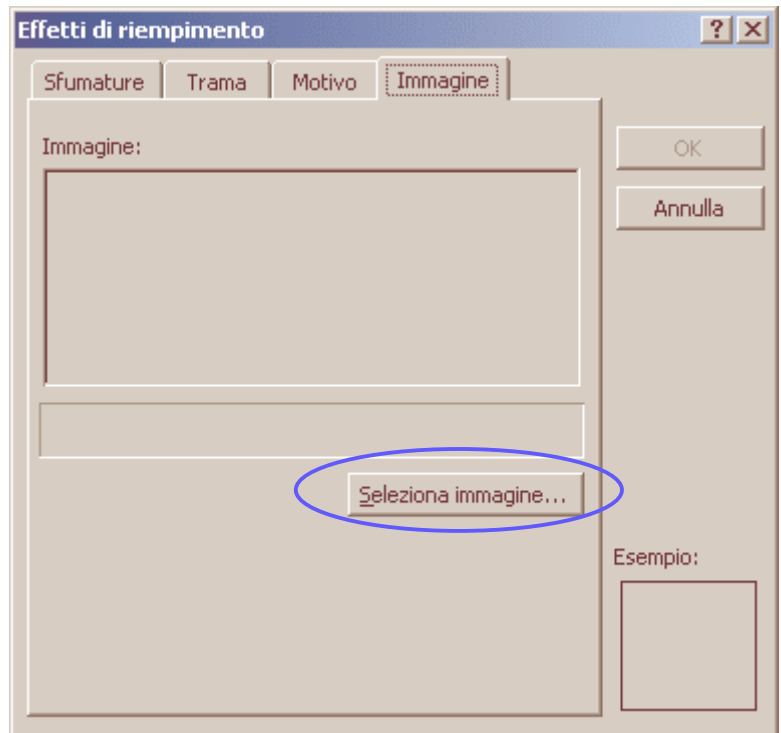 Effetti di riempimento
Sfumature Trama Motivo Immagine
Immagine:
OK
Annulla
Seleziona immagine...
Esempio: